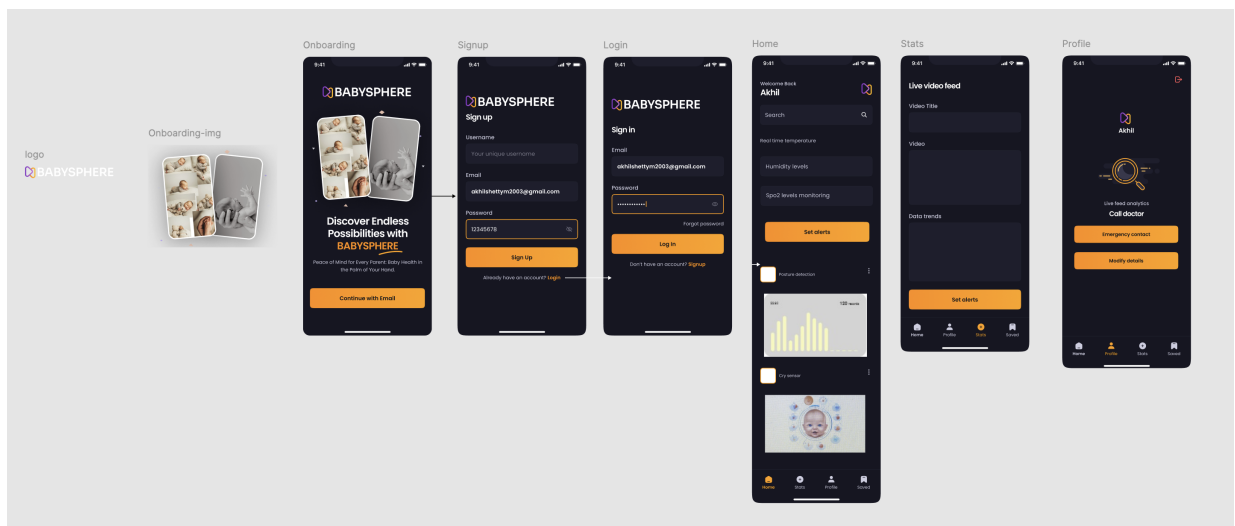 logo
BABYSPHERE
Onboarding-img
Onboarding
9:41
BABYSPHERE
Discover Endless
Possibilities with
BABYSPHERE
Peace of Mind for Every Parent: Baby Health in
the Palm of Your Hand.
Continue with Email
Signup
9:41
BABYSPHERE
Sign up
Username
Your unique username
Email
akhilshettym2003@gmail.com
Password
12345678
Sign Up
Already have an account? Login
Login
9:41
BABYSPHERE
Sign in
Email
akhilshettym2003@gmail.com
Password
Forgot password
Log In
Don't have an account? Signup
Home
9:41
Welcome Back
Akhil
Search
Real time temperature
Humidity levels
Spo2 levels monitoring
Set alerts
Posture detection
Cry sensor
Home
Stats
Profile
Saved
Stats
9:41
Live video feed
Video Title
Video
Data trends
Set alerts
Home
Profile
Stats
Saved
Profile
9:41
Akhil
Live feed analytics
Call doctor
Emergency contact
Modify details
Home
Profile
Stats
Saved